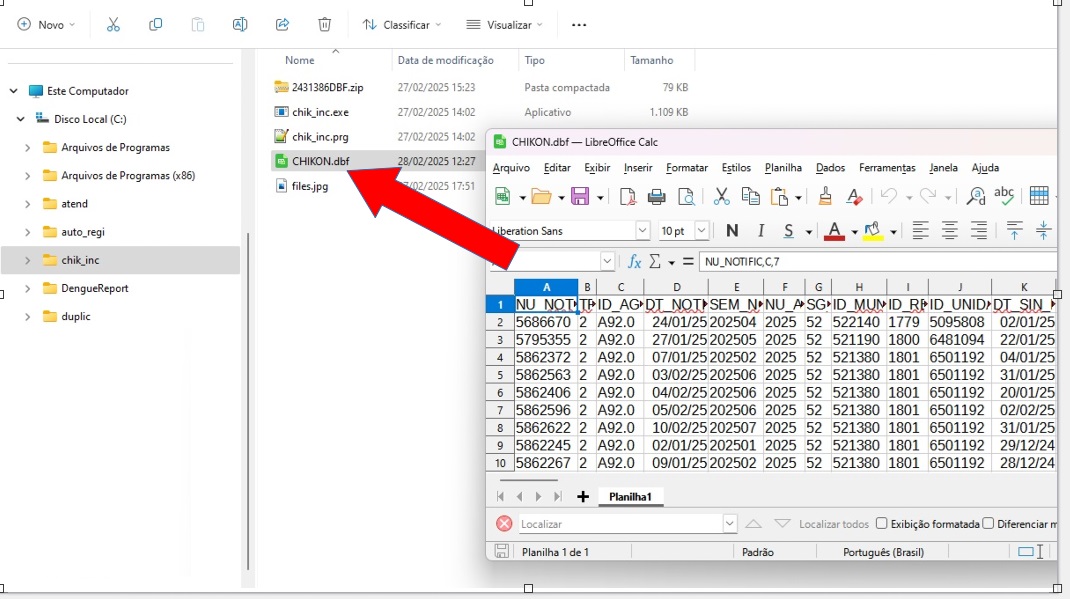 Novo
Classificar
Visualizar
Nome
Data de modificação
Tipo
Tamanho
Este Computador
Disco Local (C:)
Arquivos de Programas
Arquivos de Programas (x86)
atend
auto_regi
chik_inc
DengueReport
duplic
2431386DBF.zip 27/02/2025 15:23 Pasta compactada 79 KB
chik_inc.exe 27/02/2025 14:02 Aplicativo 1.109 KB
chik_inc.prg 27/02/2025 14:02
CHIKON.dbf 28/02/2025 12:27
files.jpg /02/2025 17:51
CHIKON.dbf — LibreOffice Calc
Arquivo Editar Exibir Inserir Formatar Estilos Planilha Dados Ferramentas Janela Ajuda
abc
Liberation Sans 10 pt N I S A
fx Σ = NU_NOTIFIC,C,7
A B C D E F G H I J K
1 NU_NOT TP ID_AG DT_NOT SEM_N NU_A SG ID_MUN ID_RE ID_UNID DT_SIN_
2 5686670 2 A92.0 24/01/25 202504 2025 52 522140 1779 5095808 02/01/25
3 5795355 2 A92.0 27/01/25 202505 2025 52 521190 1800 6481094 22/01/25
4 5862372 2 A92.0 07/01/25 202502 2025 52 521380 1801 6501192 04/01/25
5 5862563 2 A92.0 03/02/25 202506 2025 52 521380 1801 6501192 31/01/25
6 5862406 2 A92.0 04/02/25 202506 2025 52 521380 1801 6501192 20/01/25
7 5862596 2 A92.0 05/02/25 202506 2025 52 521380 1801 6501192 02/02/25
8 5862622 2 A92.0 10/02/25 202507 2025 52 521380 1801 6501192 31/01/25
9 5862245 2 A92.0 02/01/25 202501 2025 52 521380 1801 6501192 29/12/24
10 5862267 2 A92.0 09/01/25 202502 2025 52 521380 1801 6501192 28/12/24
Planilha1
Localizar Localizar todos Exibição formatada Diferenciar m
Planilha 1 de 1 Padrão Português (Brasil)